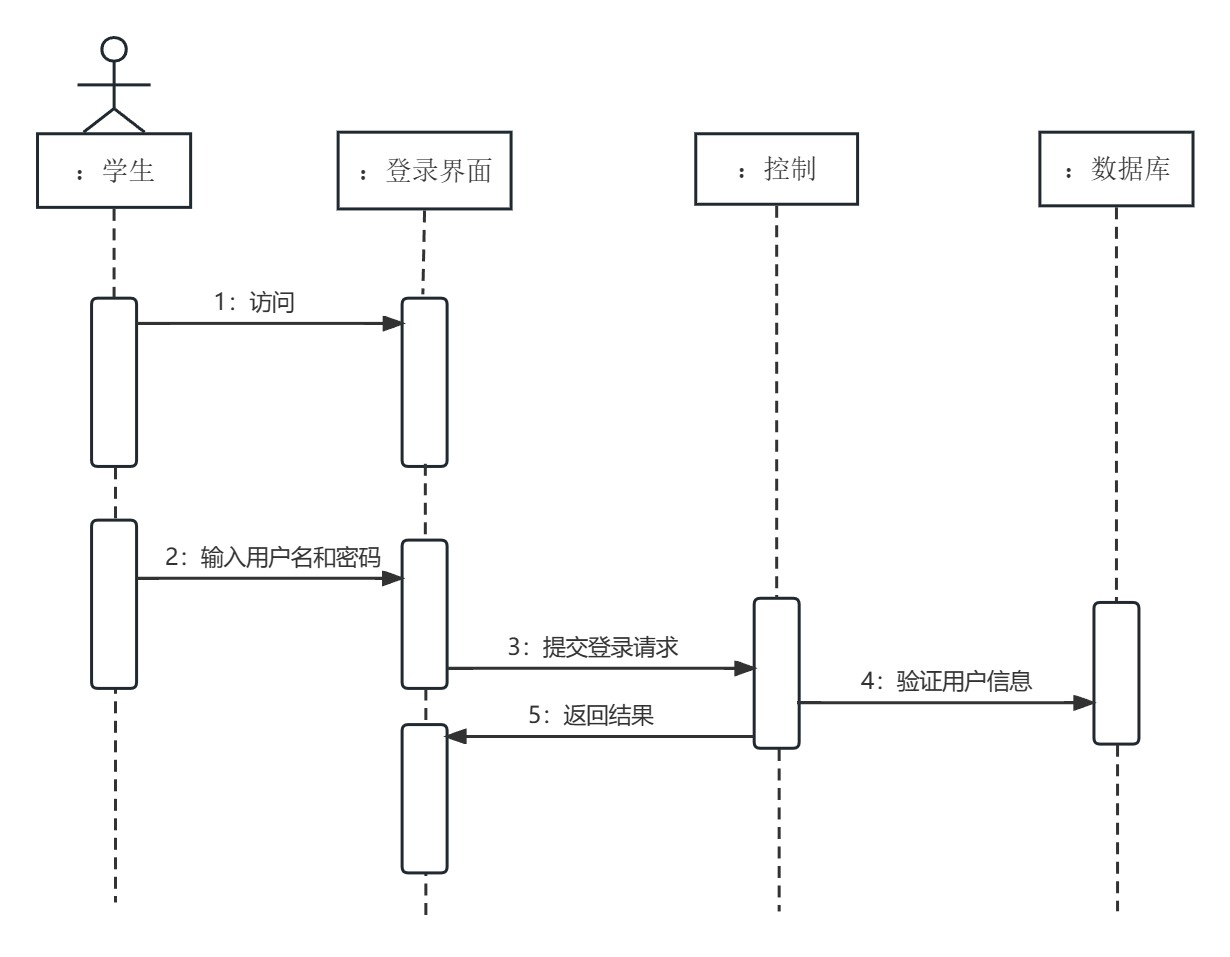 ：学生
：登录界面
：控制
：数据库
1：访问
2：输入用户名和密码
3：提交登录请求
4：验证用户信息
5：返回结果